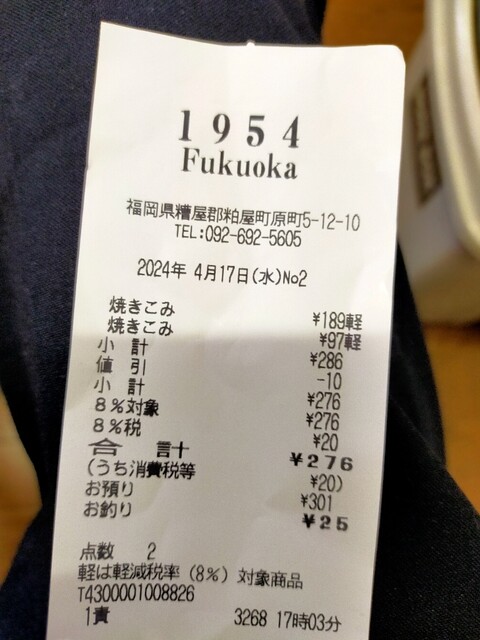 1954
Fukuoka
福岡県糟屋郡粕屋町原町5-12-10
TEL:092-692-5605
2024年 4月17日(水)No2
焼きこみ ¥189軽
焼きこみ ¥97軽
小 計 ¥286
値 引 -10
小 計 ¥276
8%対象 ¥276
8%税 ¥20
合 計 ¥276
(うち消費税等 ¥20)
お預り ¥301
お釣り ¥25
点数 2
軽は軽減税率(8%)対象商品
T4300001008826
1責 3268 17時03分